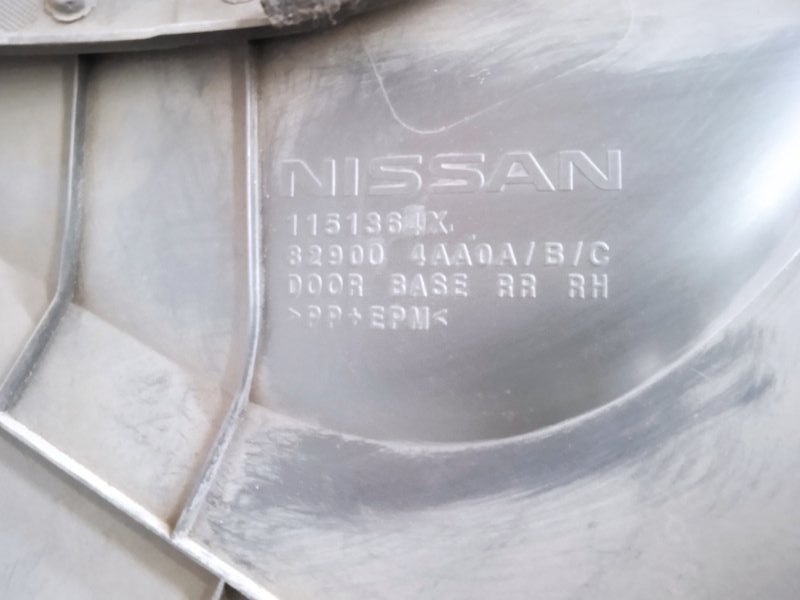 NISSAN
1151364X
82900 4AA0A/B/C
DOOR BASE RR RH
>PP+EPM<